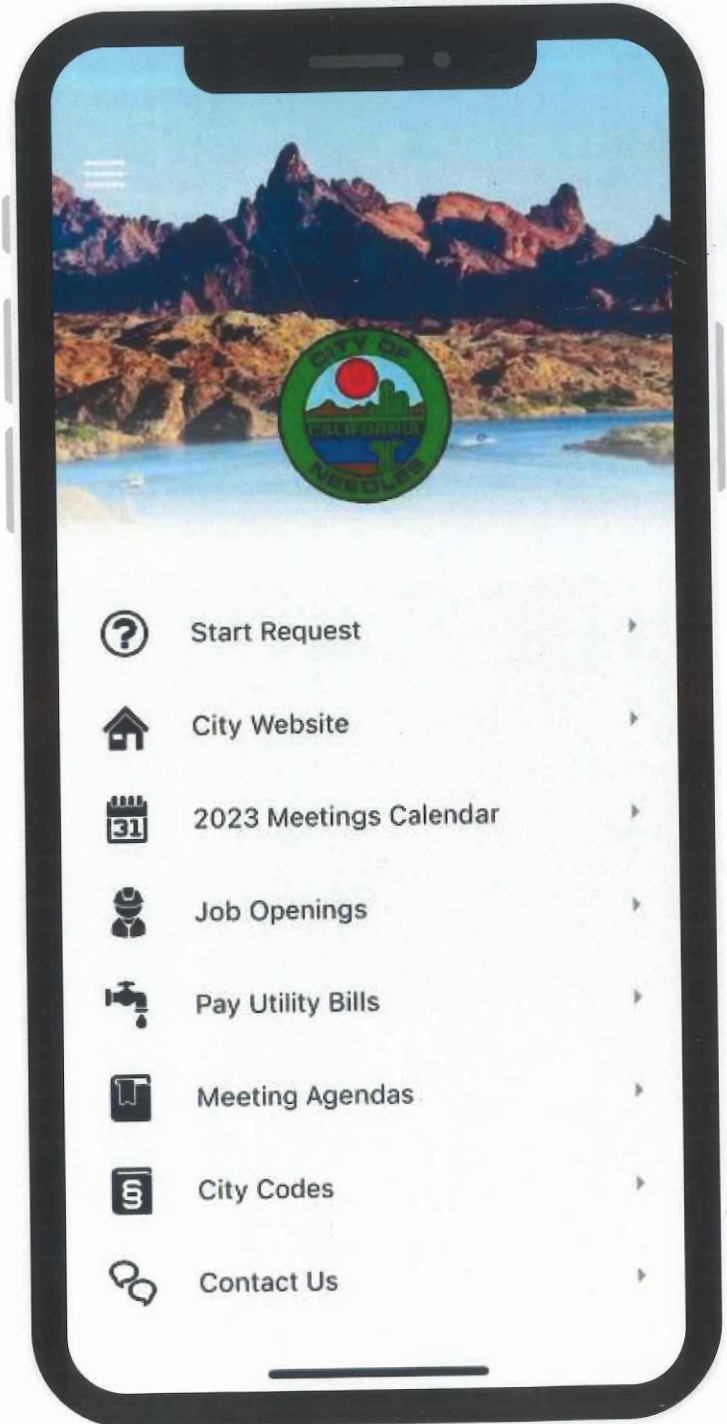 CITY OF
CALIFORNIA
NEEDLES
Start Request
City Website
31
2023 Meetings Calendar
Job Openings
Pay Utility Bills
Meeting Agendas
§
City Codes
Contact Us